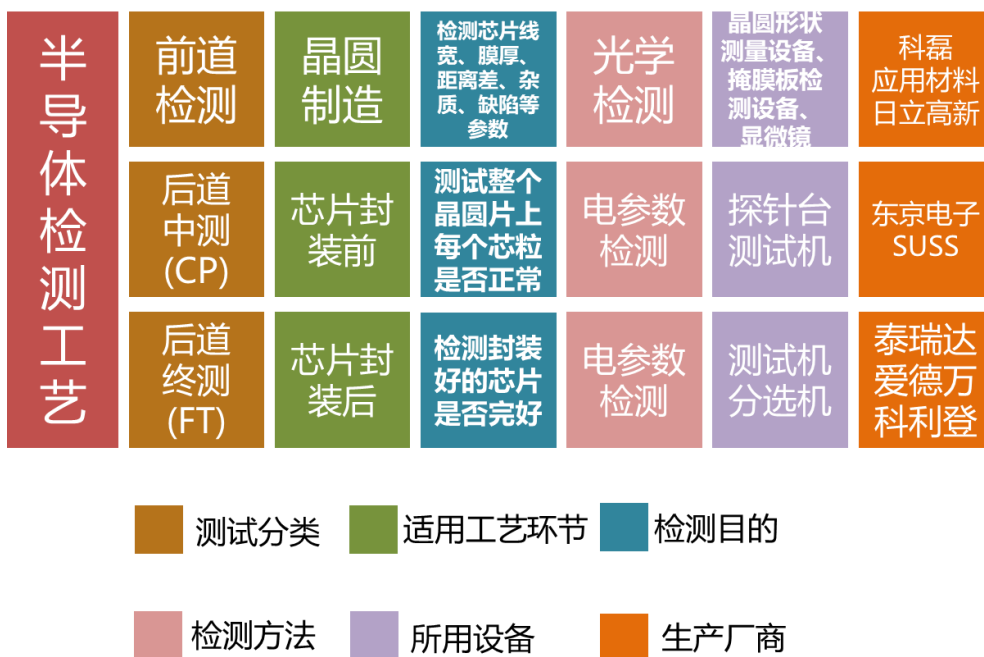 半导体检测工艺
前道
检测
晶圆
制造
检测芯片线
宽、膜厚、
距离差、杂
质、缺陷等
参数
光学
检测
晶圆形状
测量设备、
掩膜板检
测设备、
显微镜
科磊
应用材料
日立高新
后道
中测
(CP)
芯片封
装前
测试整个
晶圆片上
每个芯粒
是否正常
电参数
检测
探针台
测试机
东京电子
SUSS
后道
终测
(FT)
芯片封
装后
检测封装
好的芯片
是否完好
电参数
检测
测试机
分选机
泰瑞达
爱德万
科利登
测试分类
适用工艺环节
检测目的
检测方法
所用设备
生产厂商